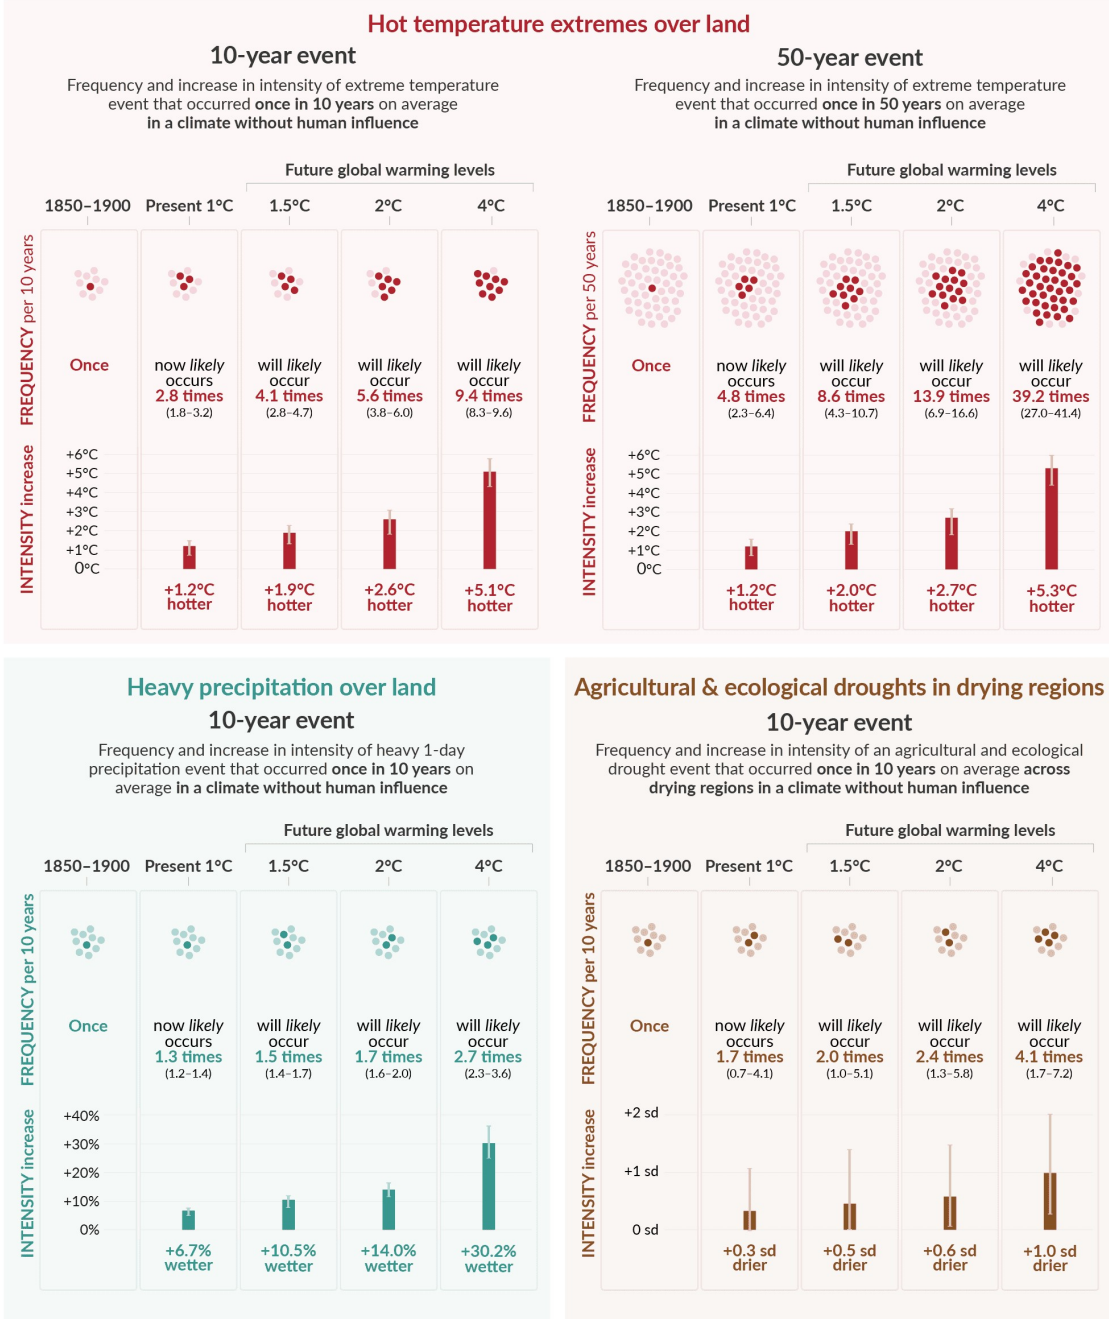 Hot temperature extremes over land
10-year event
Frequency and increase in intensity of extreme temperature
event that occurred once in 10 years on average
in a climate without human influence
Future global warming levels
1850–1900 Present 1°C 1.5°C 2°C 4°C
FREQUENCY per 10 years
Once
now likely occurs 2.8 times (1.8–3.2)
will likely occur 4.1 times (2.8–4.7)
will likely occur 5.6 times (3.8–6.0)
will likely occur 9.4 times (8.3–9.6)
INTENSITY increase
+6°C
+5°C
+4°C
+3°C
+2°C
+1°C
0°C
+1.2°C hotter
+1.9°C hotter
+2.6°C hotter
+5.1°C hotter
50-year event
Frequency and increase in intensity of extreme temperature
event that occurred once in 50 years on average
in a climate without human influence
Future global warming levels
1850–1900 Present 1°C 1.5°C 2°C 4°C
FREQUENCY per 50 years
Once
now likely occurs 4.8 times (2.3–6.4)
will likely occur 8.6 times (4.3–10.7)
will likely occur 13.9 times (6.9–16.6)
will likely occur 39.2 times (27.0–41.4)
INTENSITY increase
+6°C
+5°C
+4°C
+3°C
+2°C
+1°C
0°C
+1.2°C hotter
+2.0°C hotter
+2.7°C hotter
+5.3°C hotter
Heavy precipitation over land
10-year event
Frequency and increase in intensity of heavy 1-day
precipitation event that occurred once in 10 years on
average in a climate without human influence
Future global warming levels
1850–1900 Present 1°C 1.5°C 2°C 4°C
FREQUENCY per 10 years
Once
now likely occurs 1.3 times (1.2–1.4)
will likely occur 1.5 times (1.4–1.7)
will likely occur 1.7 times (1.6–2.0)
will likely occur 2.7 times (2.3–3.6)
INTENSITY increase
+40%
+30%
+20%
+10%
0%
+6.7% wetter
+10.5% wetter
+14.0% wetter
+30.2% wetter
Agricultural & ecological droughts in drying regions
10-year event
Frequency and increase in intensity of an agricultural and ecological
drought event that occurred once in 10 years on average across
drying regions in a climate without human influence
Future global warming levels
1850–1900 Present 1°C 1.5°C 2°C 4°C
FREQUENCY per 10 years
Once
now likely occurs 1.7 times (0.7–4.1)
will likely occur 2.0 times (1.0–5.1)
will likely occur 2.4 times (1.3–5.8)
will likely occur 4.1 times (1.7–7.2)
INTENSITY increase
+2 sd
+1 sd
0 sd
+0.3 sd drier
+0.5 sd drier
+0.6 sd drier
+1.0 sd drier